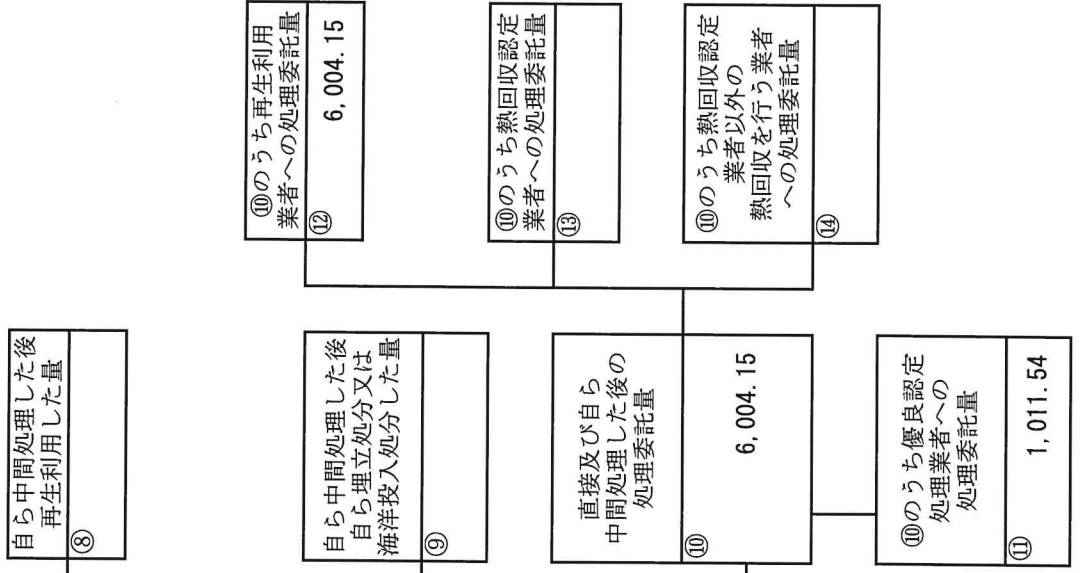 自ら中間処理した後
再生利用した量
⑧
自ら中間処理した後
自ら埋立処分又は
海洋投入処分した量
⑨
直接及び自ら
中間処理した後の
処理委託量
⑩
6,004.15
⑩のうち優良認定
処理業者への
処理委託量
⑪
1,011.54
⑩のうち再生利用
業者への処理委託量
⑫
6,004.15
⑩のうち熱回収認定
業者への処理委託量
⑬
⑩のうち熱回収認定
業者以外の
熱回収を行う業者
への処理委託量
⑭